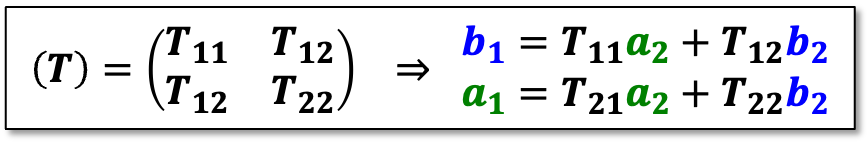 (T) = (T₁₁ T₁₂ ⇒ b₁ = T₁₁a₂ + T₁₂b₂
T₁₂ T₂₂) a₁ = T₂₁a₂ + T₂₂b₂